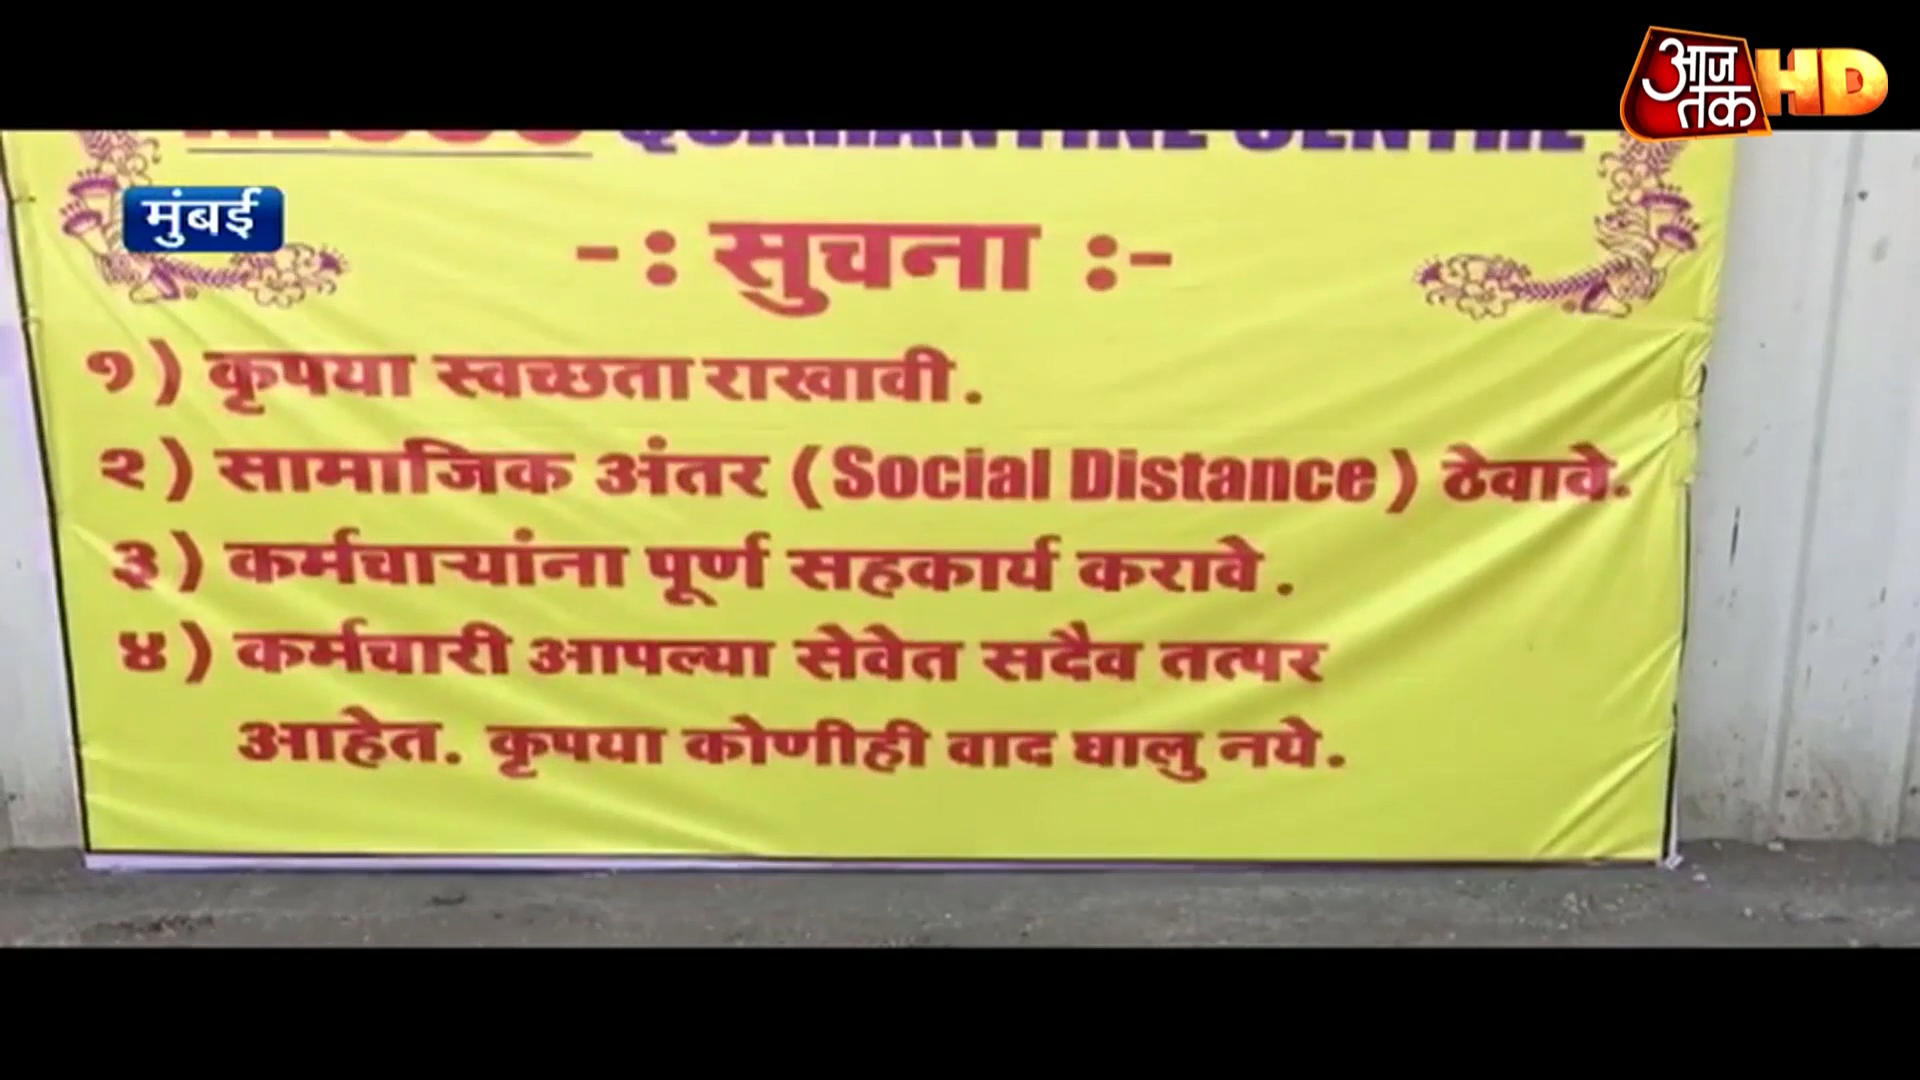 आज
तक HD
QUARANTINE CENTRE
मुंबई
-: सुचना :-
१) कृपया स्वच्छता राखावी.
२) सामाजिक अंतर (Social Distance) ठेवावे.
३) कर्मचाऱ्यांना पूर्ण सहकार्य करावे.
४) कर्मचारी आपल्या सेवेत सदैव तत्पर
आहेत. कृपया कोणीही वाद घालु नये.